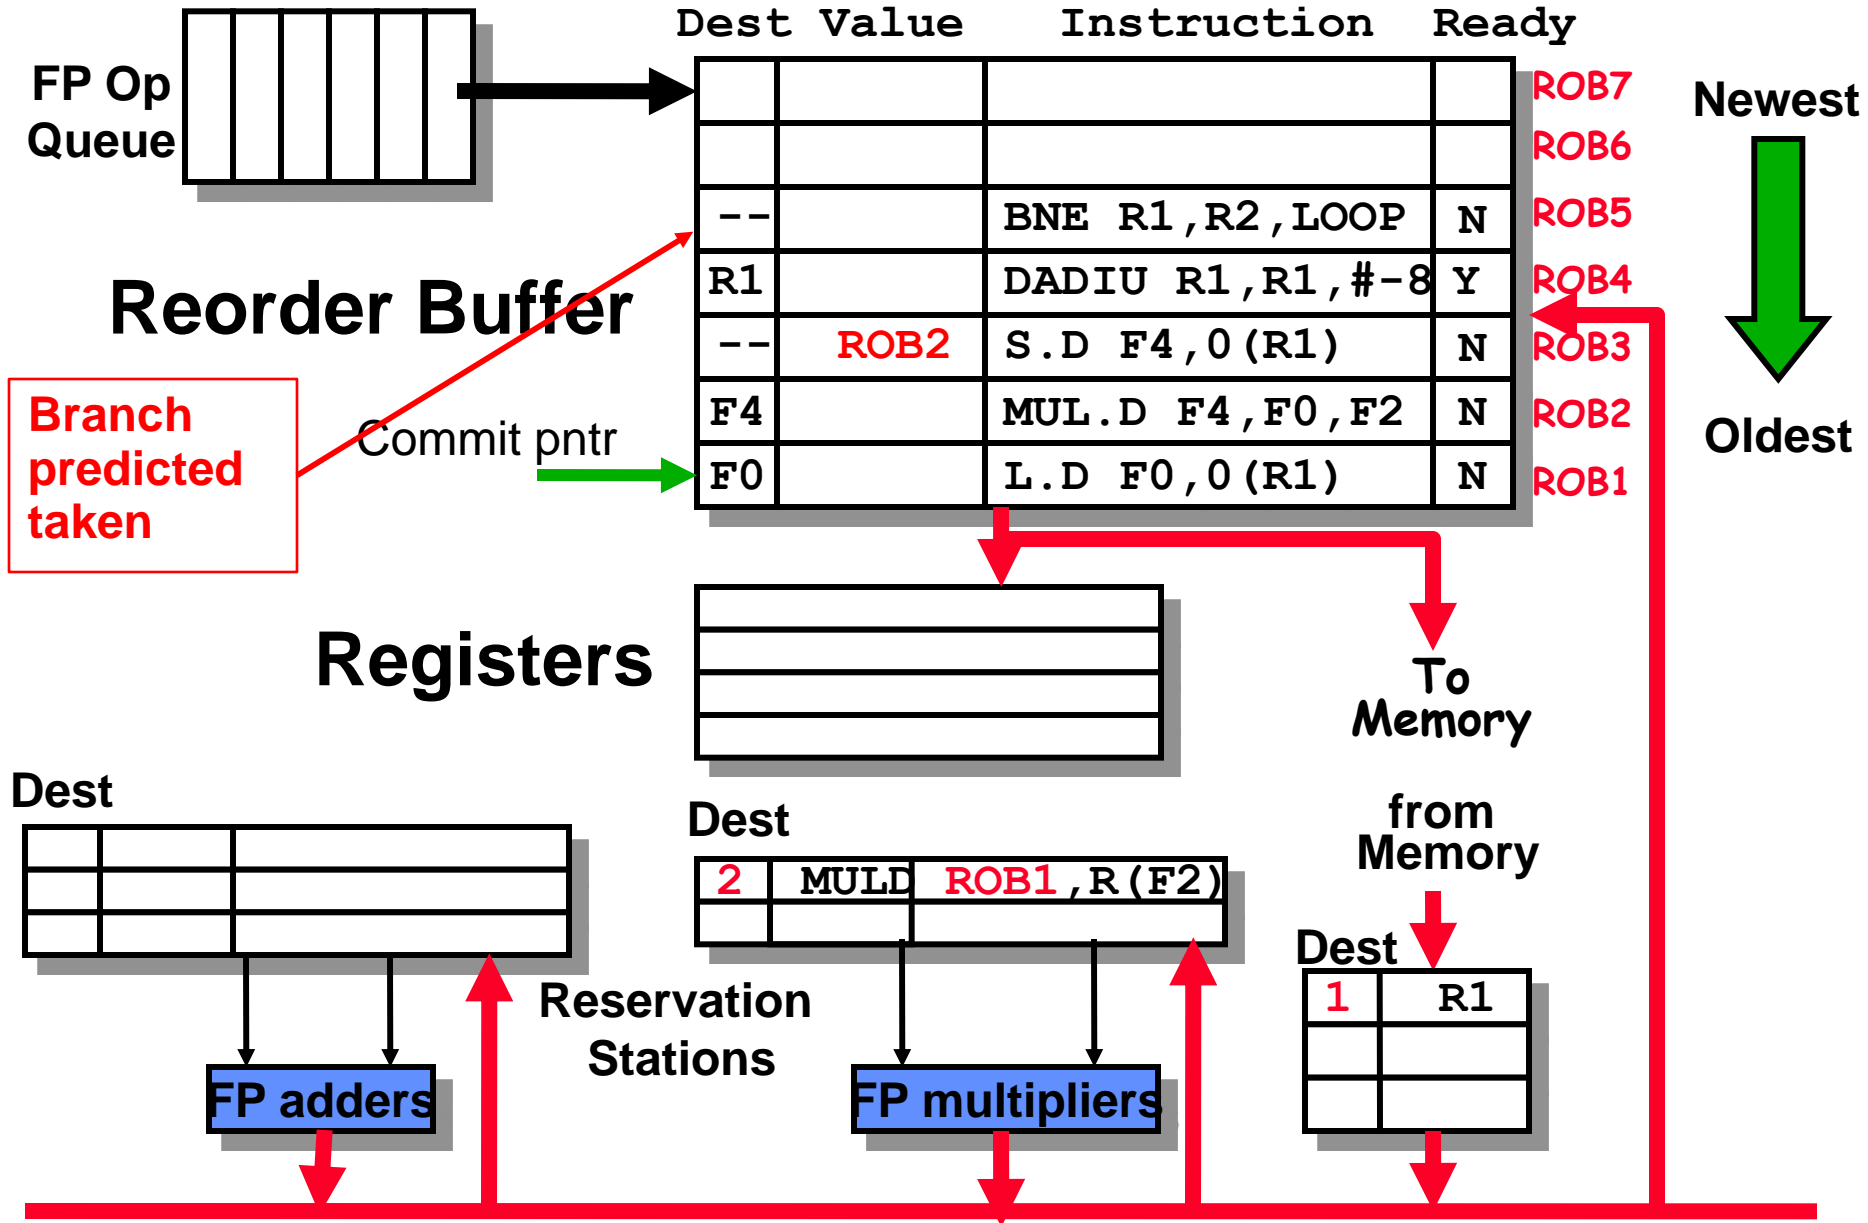 Dest Value Instruction Ready
FP Op
Queue
ROB7
Newest
ROB6
-- BNE R1,R2,LOOP N ROB5
Reorder Buffer
R1 DADIU R1,R1,#-8 Y ROB4
-- ROB2 S.D F4,0(R1) N ROB3
Branch
predicted
taken
Commit pntr
F4 MUL.D F4,F0,F2 N ROB2
Oldest
F0 L.D F0,0(R1) N ROB1
Registers
To
Memory
Dest
Dest
from
Memory
2 MULD ROB1,R(F2)
Dest
1 R1
Reservation
Stations
FP adders
FP multipliers